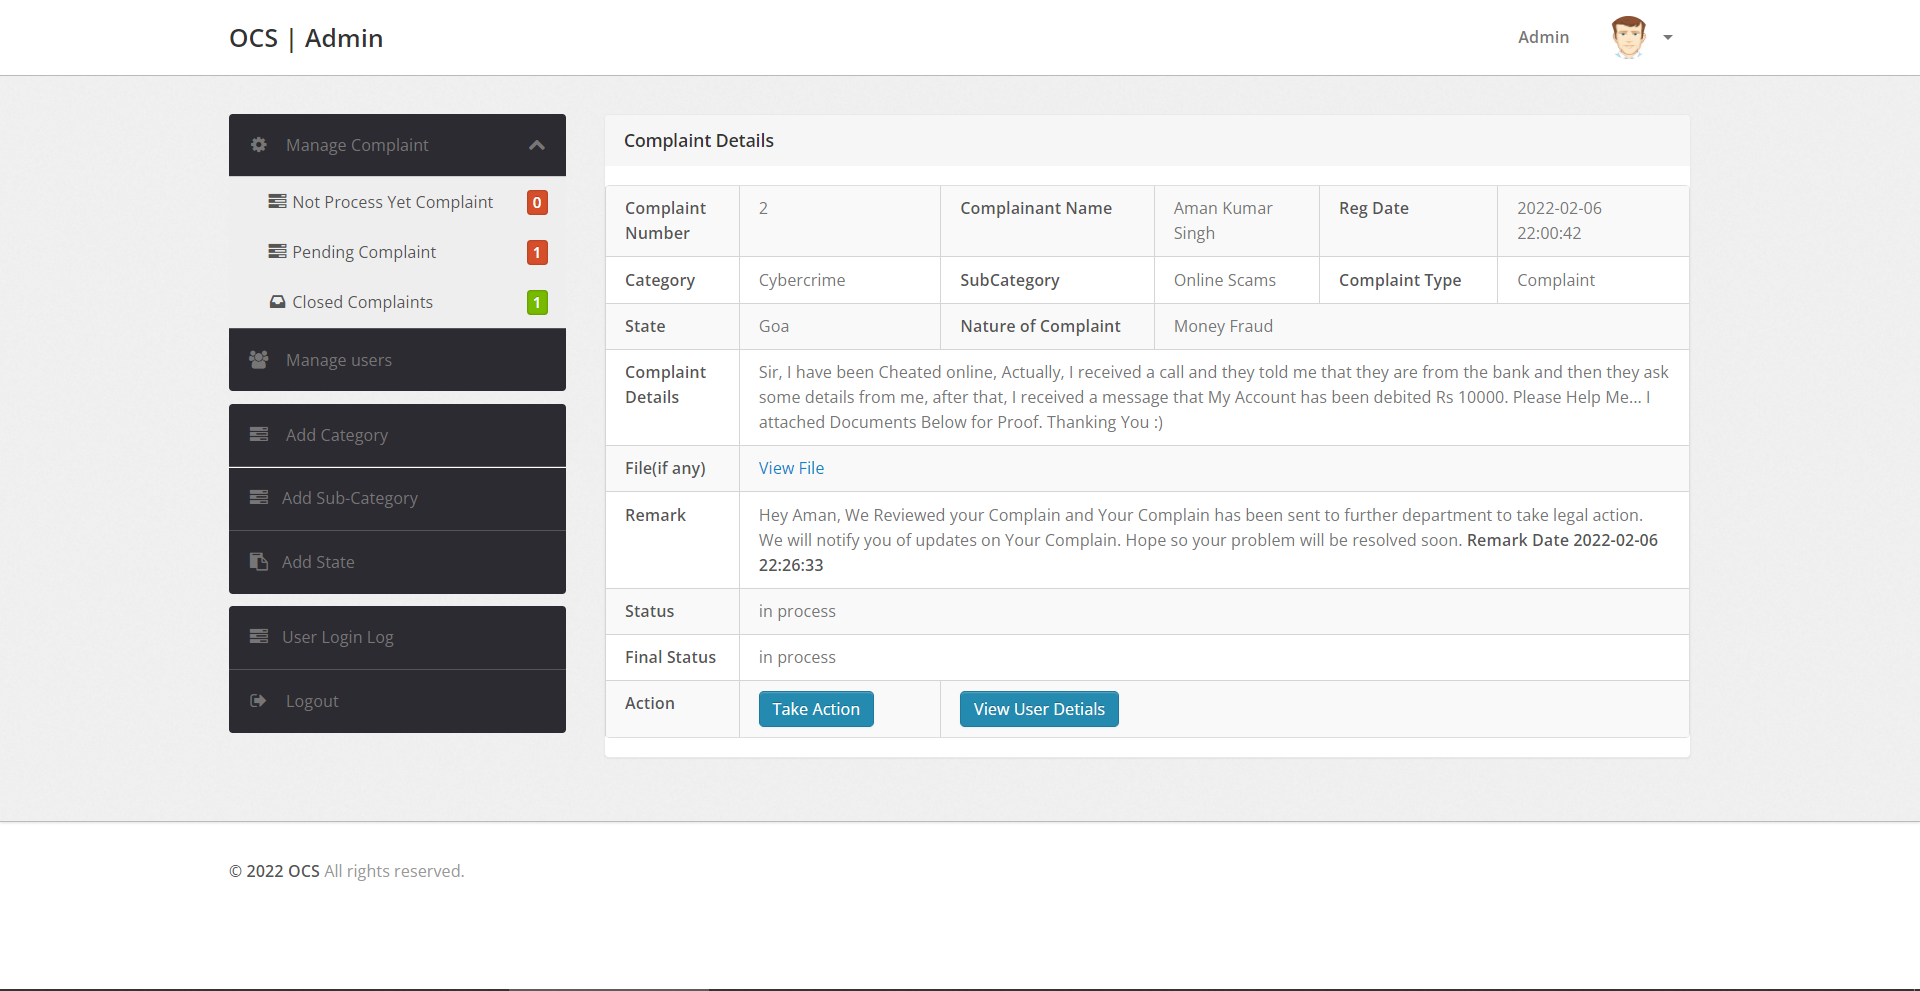 OCS | Admin
Admin
Manage Complaint
Not Process Yet Complaint 0
Pending Complaint 1
Closed Complaints 1
Manage users
Add Category
Add Sub-Category
Add State
User Login Log
Logout
Complaint Details
Complaint Number 2 Complainant Name Aman Kumar Singh Reg Date 2022-02-06 22:00:42
Category Cybercrime SubCategory Online Scams Complaint Type Complaint
State Goa Nature of Complaint Money Fraud
Complaint Details
Sir, I have been Cheated online, Actually, I received a call and they told me that they are from the bank and then they ask
some details from me, after that, I received a message that My Account has been debited Rs 10000. Please Help Me... I
attached Documents Below for Proof. Thanking You :)
File(if any) View File
Remark
Hey Aman, We Reviewed your Complain and Your Complain has been sent to further department to take legal action.
We will notify you of updates on Your Complain. Hope so your problem will be resolved soon. Remark Date 2022-02-06
22:26:33
Status in process
Final Status in process
Action Take Action View User Detials
© 2022 OCS All rights reserved.